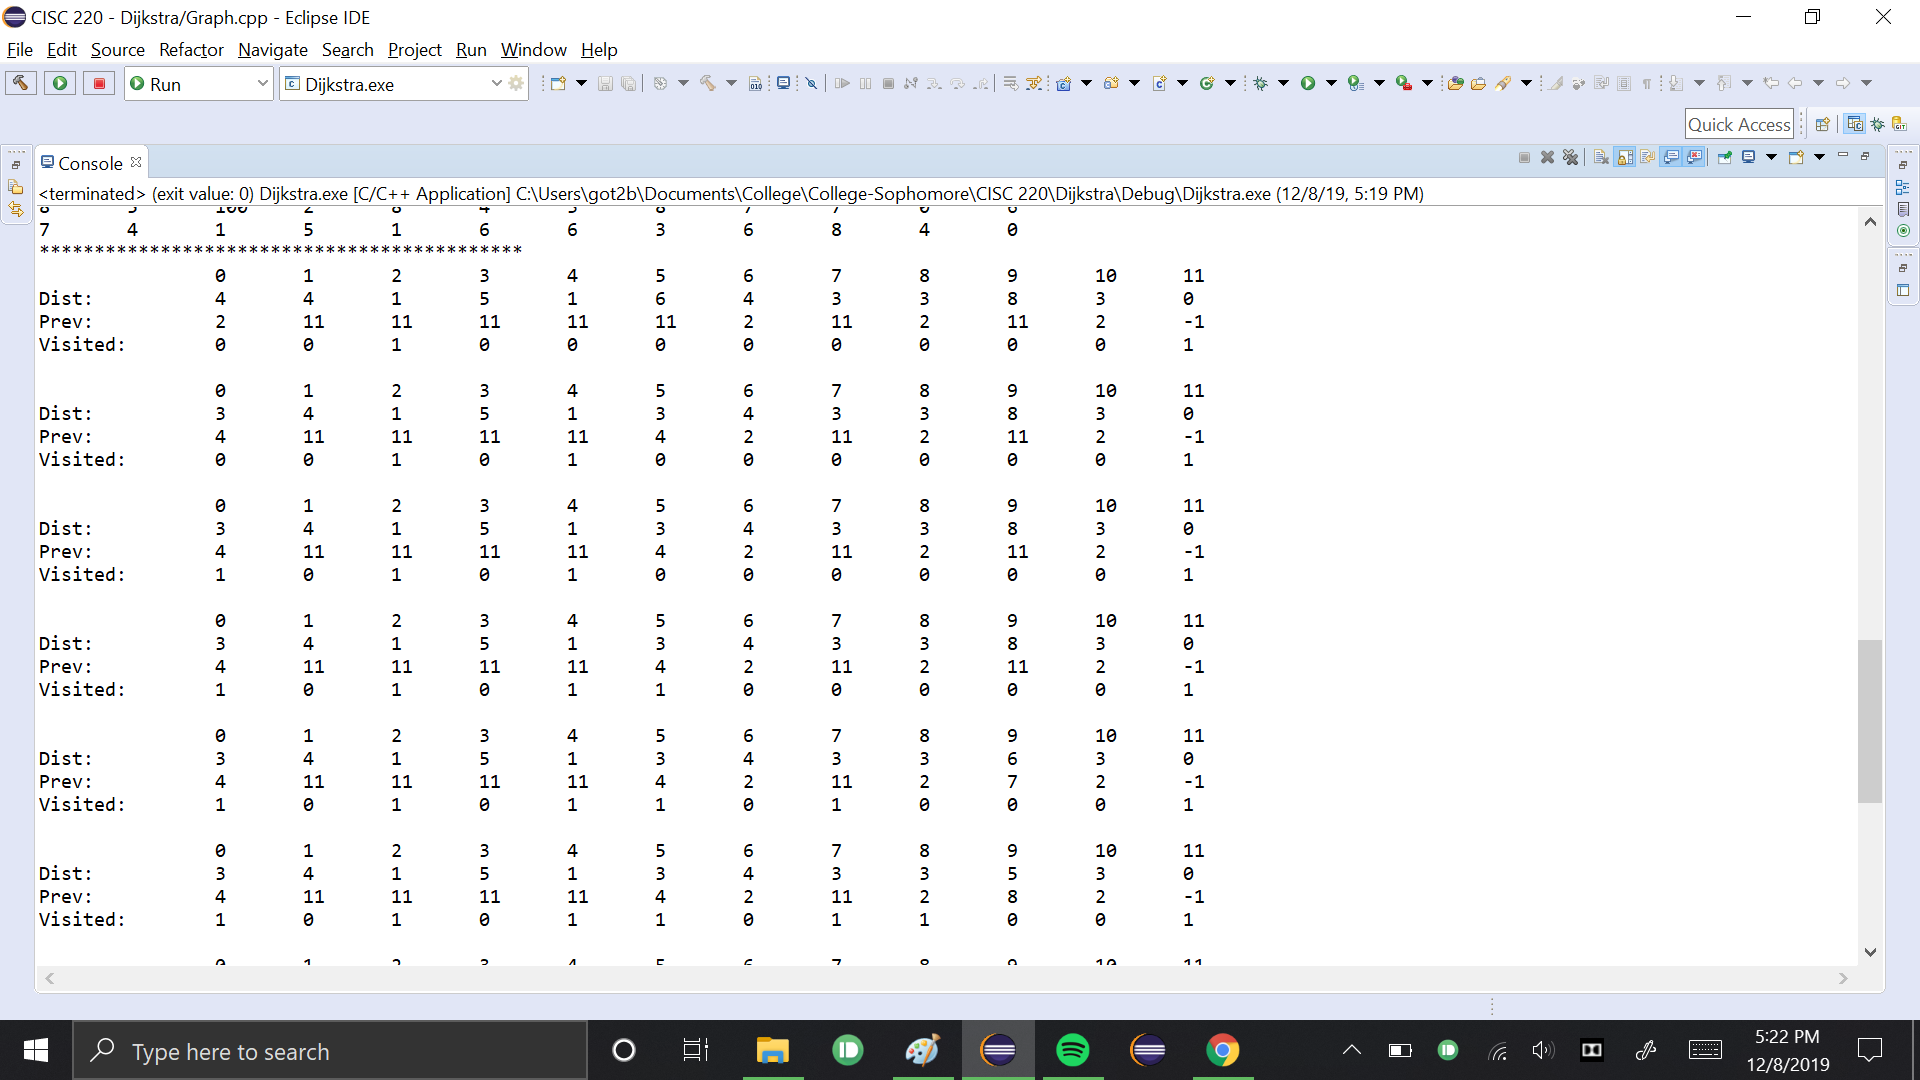 CISC 220 - Dijkstra/Graph.cpp - Eclipse IDE
File Edit Source Refactor Navigate Search Project Run Window Help
Run Dijkstra.exe
Quick Access
Console
<terminated> (exit value: 0) Dijkstra.exe [C/C++ Application] C:\Users\got2b\Documents\College\College-Sophomore\CISC 220\Dijkstra\Debug\Dijkstra.exe (12/8/19, 5:19 PM)
7 4 1 5 1 6 6 3 6 8 4 0
********************************************
0 1 2 3 4 5 6 7 8 9 10 11
Dist: 4 4 1 5 1 6 4 3 3 8 3 0
Prev: 2 11 11 11 11 11 2 11 2 11 2 -1
Visited: 0 0 1 0 0 0 0 0 0 0 0 1
0 1 2 3 4 5 6 7 8 9 10 11
Dist: 3 4 1 5 1 3 4 3 3 8 3 0
Prev: 4 11 11 11 11 4 2 11 2 11 2 -1
Visited: 0 0 1 0 1 0 0 0 0 0 0 1
0 1 2 3 4 5 6 7 8 9 10 11
Dist: 3 4 1 5 1 3 4 3 3 8 3 0
Prev: 4 11 11 11 11 4 2 11 2 11 2 -1
Visited: 1 0 1 0 1 0 0 0 0 0 0 1
0 1 2 3 4 5 6 7 8 9 10 11
Dist: 3 4 1 5 1 3 4 3 3 8 3 0
Prev: 4 11 11 11 11 4 2 11 2 11 2 -1
Visited: 1 0 1 0 1 1 0 0 0 0 0 1
0 1 2 3 4 5 6 7 8 9 10 11
Dist: 3 4 1 5 1 3 4 3 3 6 3 0
Prev: 4 11 11 11 11 4 2 11 2 7 2 -1
Visited: 1 0 1 0 1 1 0 1 0 0 0 1
0 1 2 3 4 5 6 7 8 9 10 11
Dist: 3 4 1 5 1 3 4 3 3 5 3 0
Prev: 4 11 11 11 11 4 2 11 2 8 2 -1
Visited: 1 0 1 0 1 1 0 1 1 0 0 1
0 1 2 3 4 5 6 7 8 9 10 11
Type here to search
5:22 PM
12/8/2019